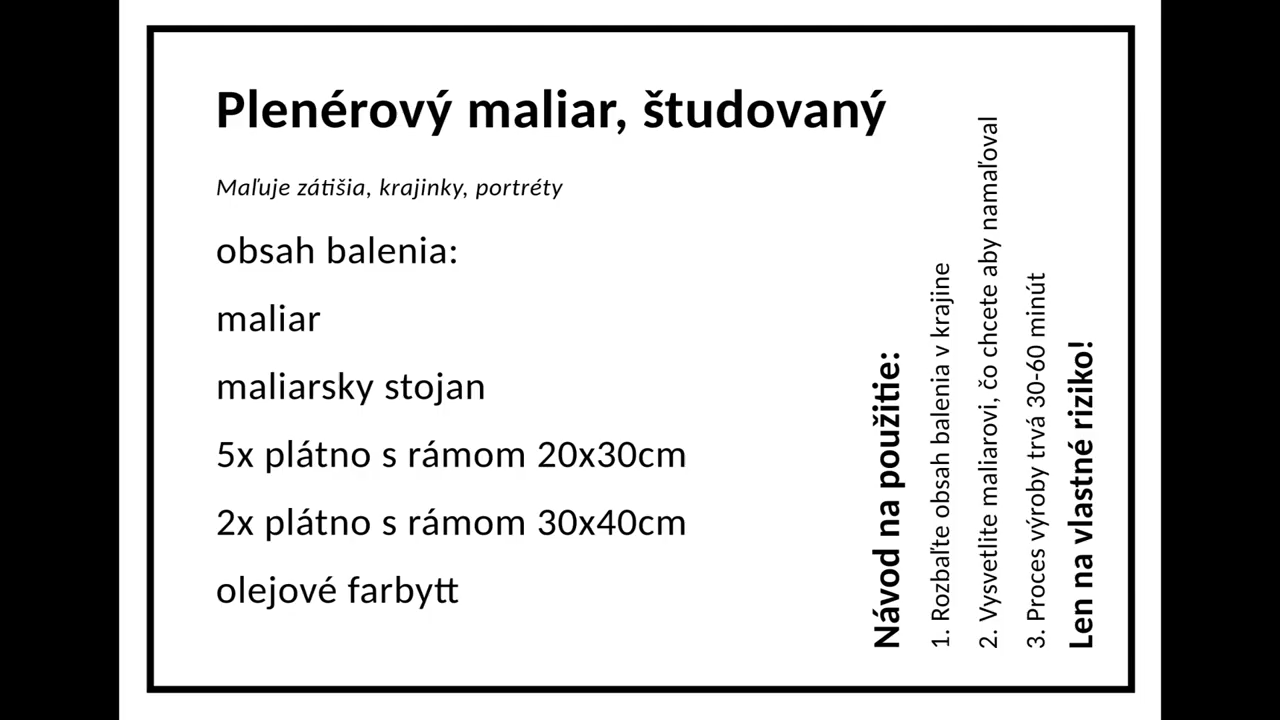 Plenérový maliar, študovaný
Maľuje zátišia, krajinky, portréty
obsah balenia:
maliar
maliarsky stojan
5x plátno s rámom 20x30cm
2x plátno s rámom 30x40cm
olejové farbytt
Návod na použitie:
1. Rozbaľte obsah balenia v krajine
2. Vysvetlite maliarovi, čo chcete aby namaľoval
3. Proces výroby trvá 30-60 minút
Len na vlastné riziko!